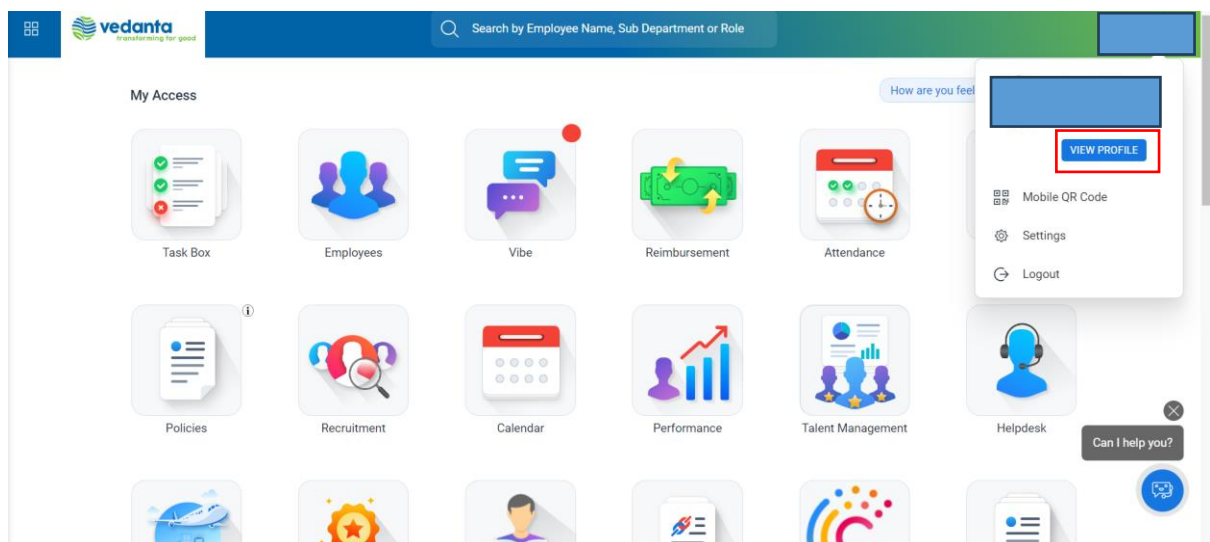 vedanta
transforming for good
Search by Employee Name, Sub Department or Role
My Access
How are you feel
VIEW PROFILE
Mobile QR Code
Settings
Logout
Task Box
Employees
Vibe
Reimbursement
Attendance
Policies
Recruitment
Calendar
Performance
Talent Management
Helpdesk
Can I help you?